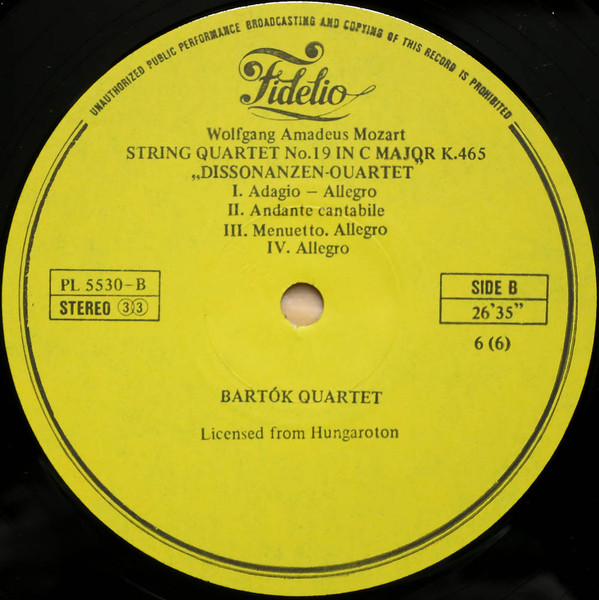 UNAUTHORIZED PUBLIC PERFORMANCE BROADCASTING AND COPYING OF THIS RECORD IS PROHIBITED
Fidelio
Wolfgang Amadeus Mozart
STRING QUARTET No.19 IN C MAJOR K.465
„DISSONANZEN-QUARTET”
I. Adagio – Allegro
II. Andante cantabile
III. Menuetto. Allegro
IV. Allegro
PL 5530-B
STEREO 33
SIDE B
26’35”
6 (6)
BARTÓK QUARTET
Licensed from Hungaroton